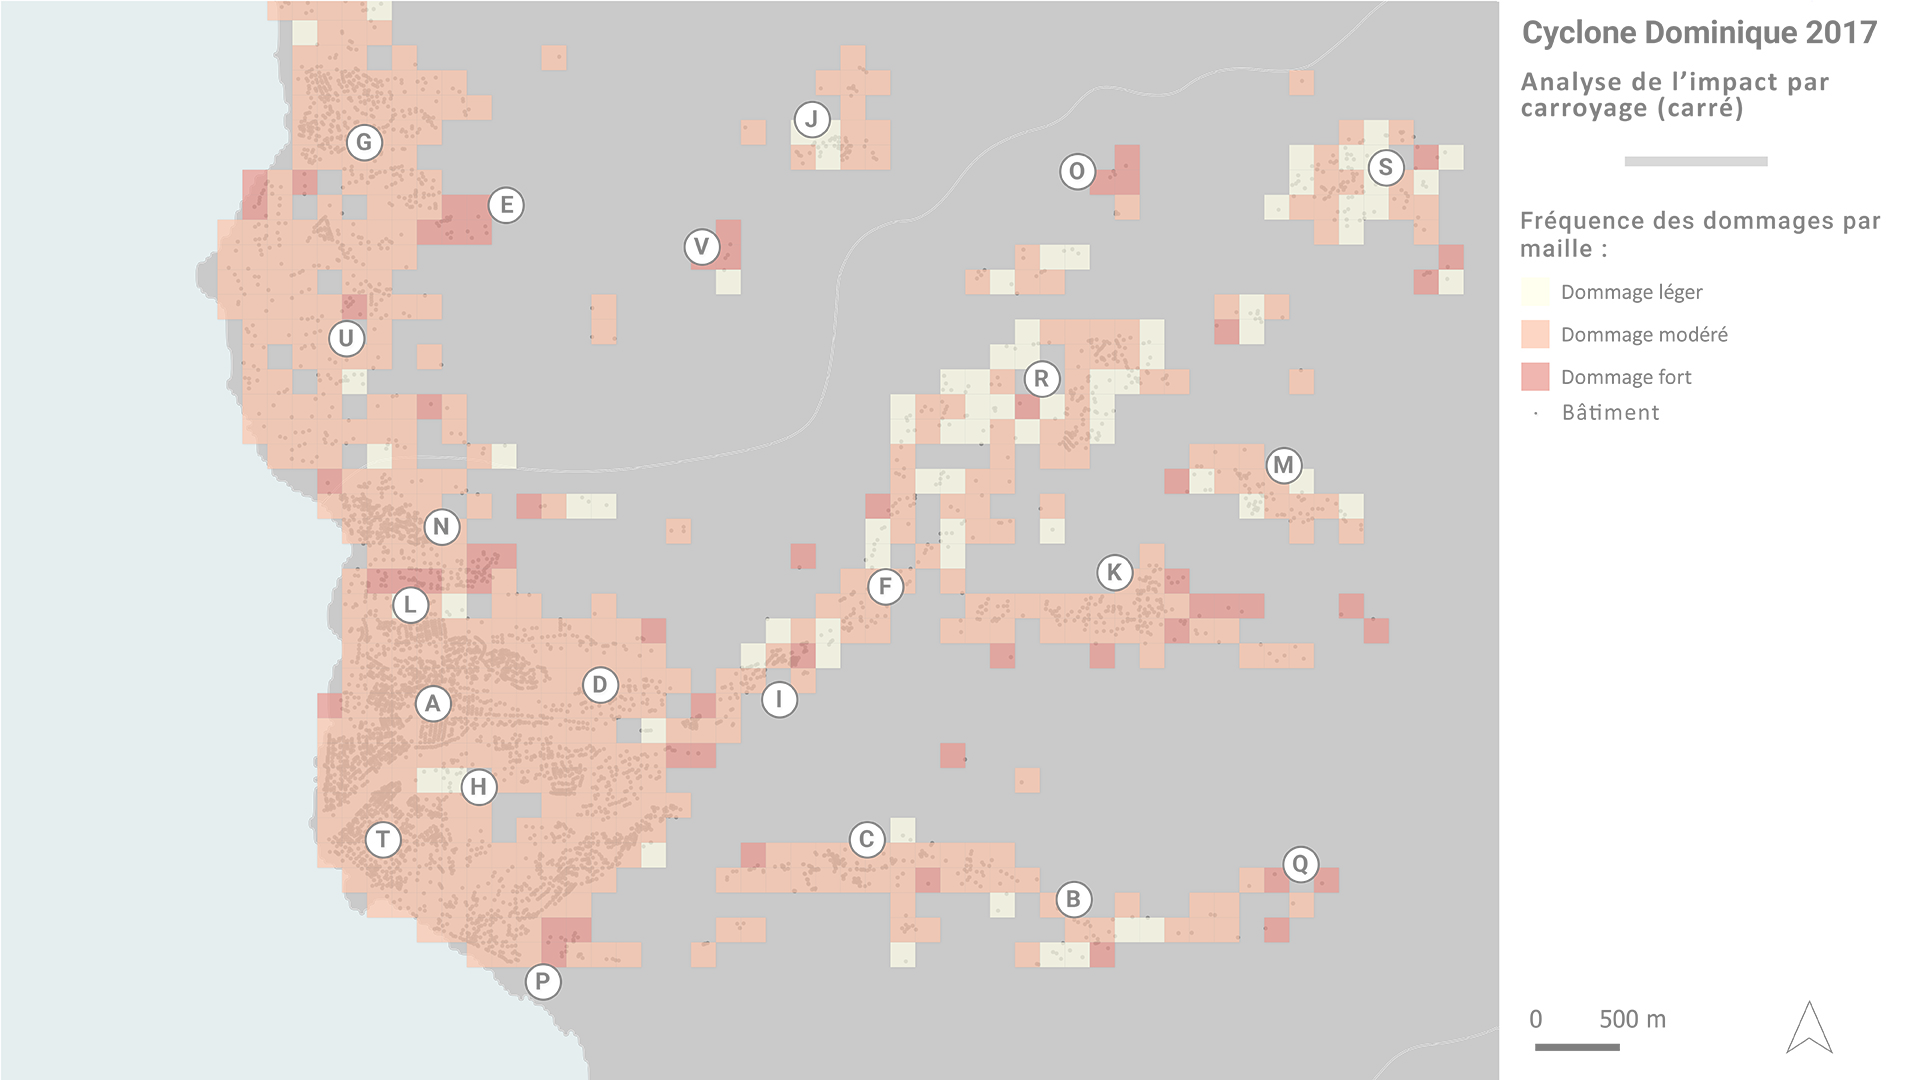 Cyclone Dominique 2017
Analyse de l’impact par
carroyage (carré)
Fréquence des dommages par
maille :
Dommage léger
Dommage modéré
Dommage fort
Bâtiment
0 500 m
G
J
O
S
E
V
U
R
M
N
K
F
L
D
I
A
H
T
C
Q
B
P